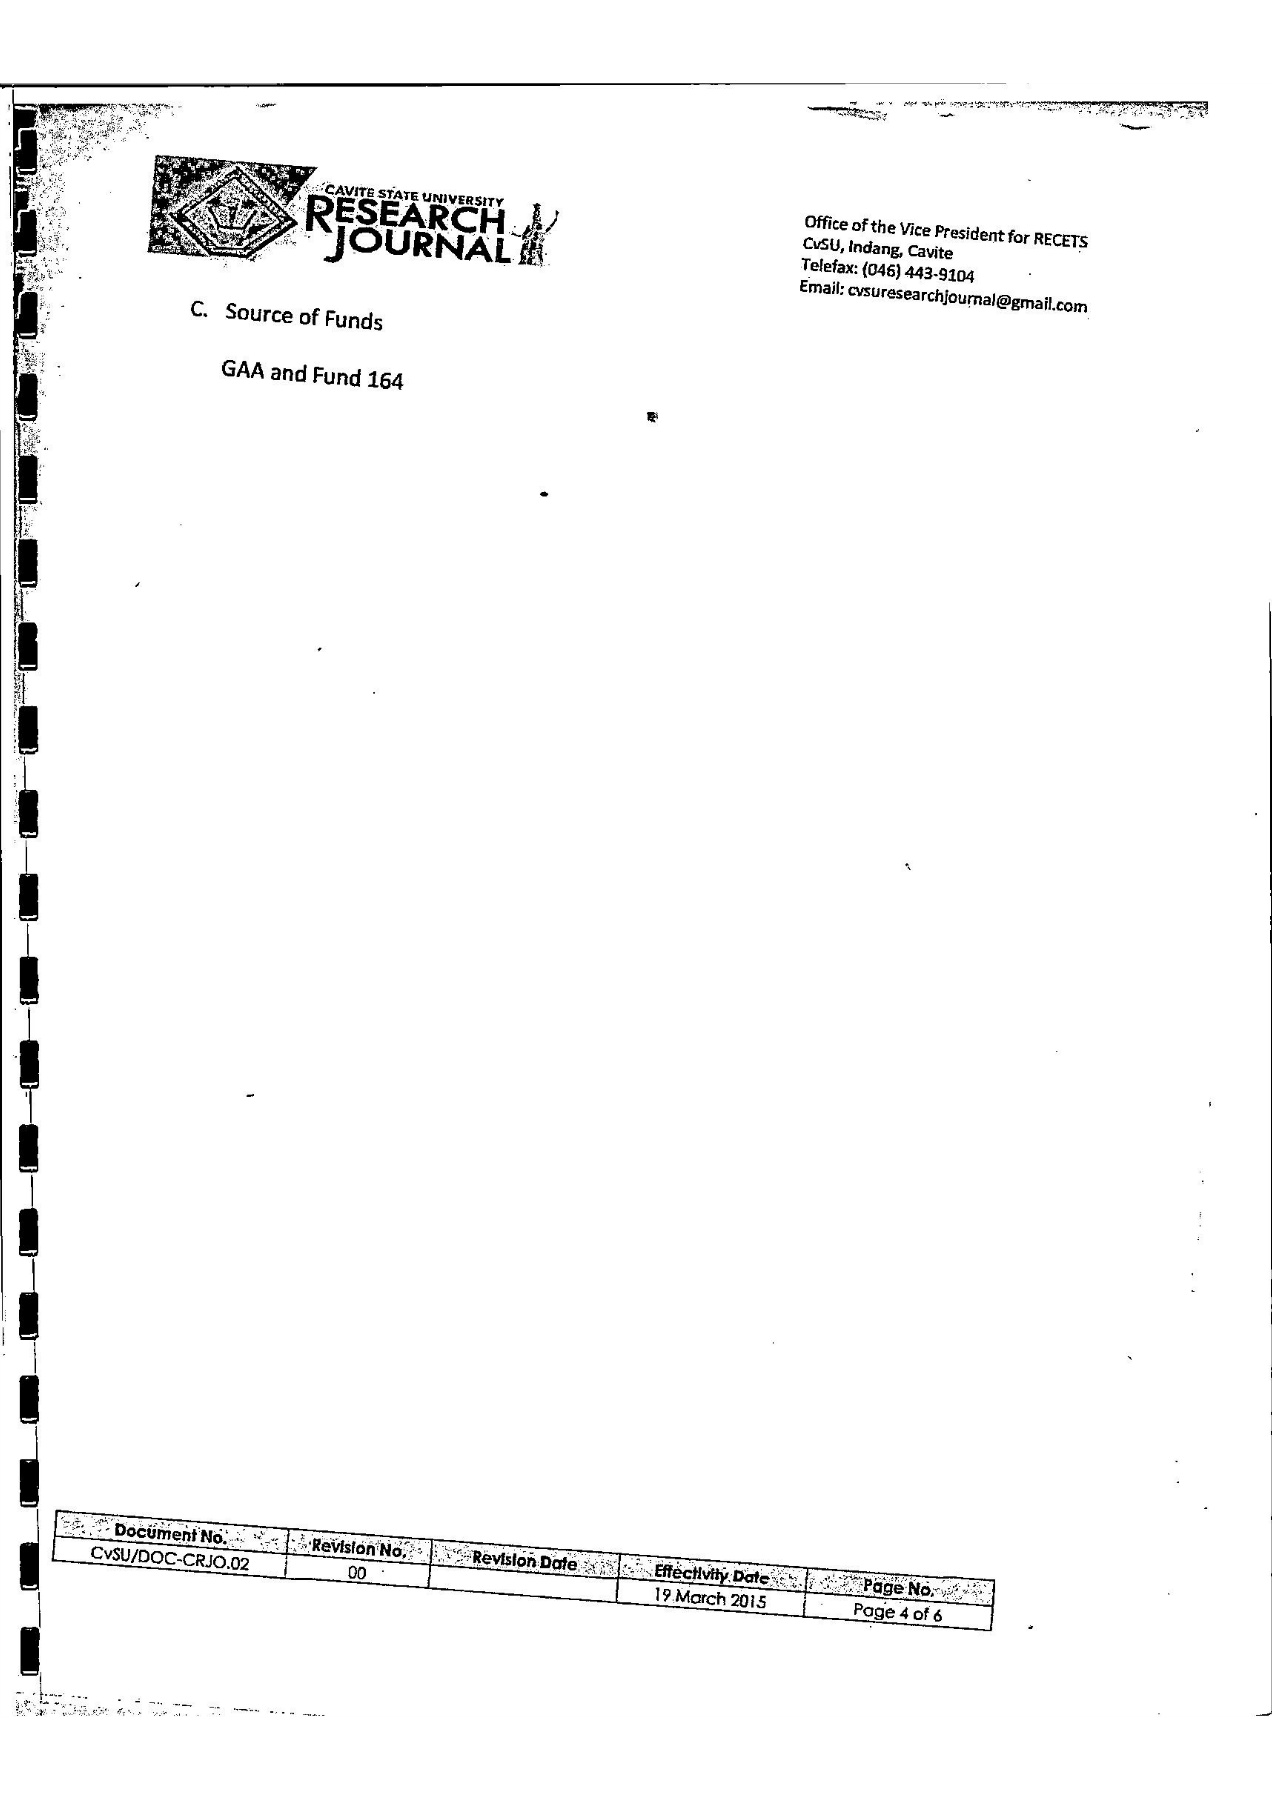 CAVITE STATE UNIVERSITY
RESEARCH
JOURNAL
Office of the Vice President for RECETS
CvSU, Indang, Cavite
Telefax: (046) 443-9104
Email: cvsuresearchjournal@gmail.com
C. Source of Funds
GAA and Fund 164
Document No. Revision No. Revision Date Effectivity Date Page No.
CvSU/DOC-CRJO.02 00 19 March 2015 Page 4 of 6